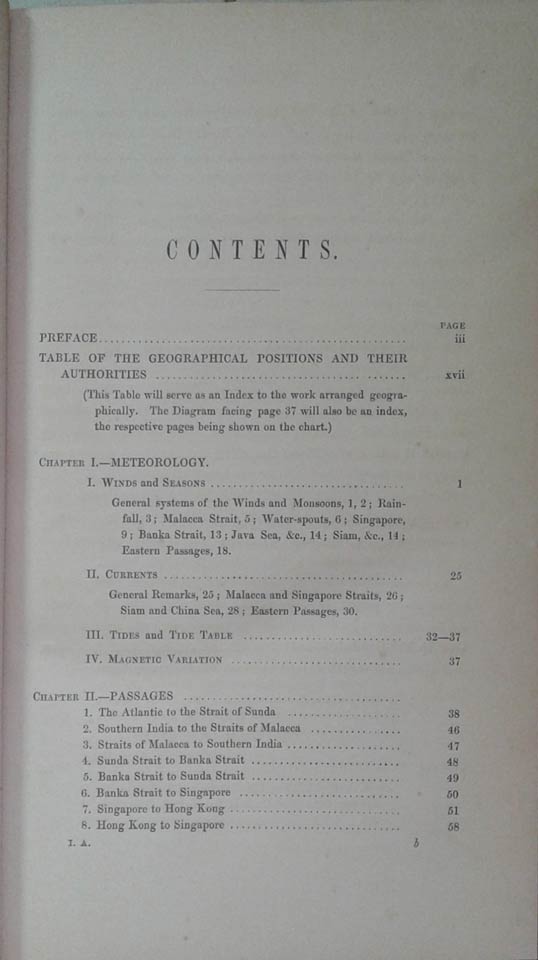 CONTENTS.
PAGE
PREFACE.................................................... iii
TABLE OF THE GEOGRAPHICAL POSITIONS AND THEIR
AUTHORITIES ............................................ xvii
(This Table will serve as an Index to the work arranged geogra-
phically. The Diagram facing page 37 will also be an index,
the respective pages being shown on the chart.)
CHAPTER I.—METEOROLOGY.
I. WINDS and SEASONS .................................. 1
General systems of the Winds and Monsoons, 1, 2; Rain-
fall, 3; Malacca Strait, 5; Water-spouts, 6; Singapore,
9; Banka Strait, 13; Java Sea, &c., 14; Siam, &c., 14;
Eastern Passages, 18.
II. CURRENTS .......................................... 25
General Remarks, 25; Malacca and Singapore Straits, 26;
Siam and China Sea, 28; Eastern Passages, 30.
III. TIDES and TIDE TABLE ............................ 32—37
IV. MAGNETIC VARIATION .............................. 37
CHAPTER II.—PASSAGES ......................................
1. The Atlantic to the Strait of Sunda .................... 38
2. Southern India to the Straits of Malacca ................ 46
3. Straits of Malacca to Southern India .................... 47
4. Sunda Strait to Banka Strait .......................... 48
5. Banka Strait to Sunda Strait .......................... 49
6. Banka Strait to Singapore ............................ 50
7. Singapore to Hong Kong .............................. 51
8. Hong Kong to Singapore .............................. 58
I. A. b